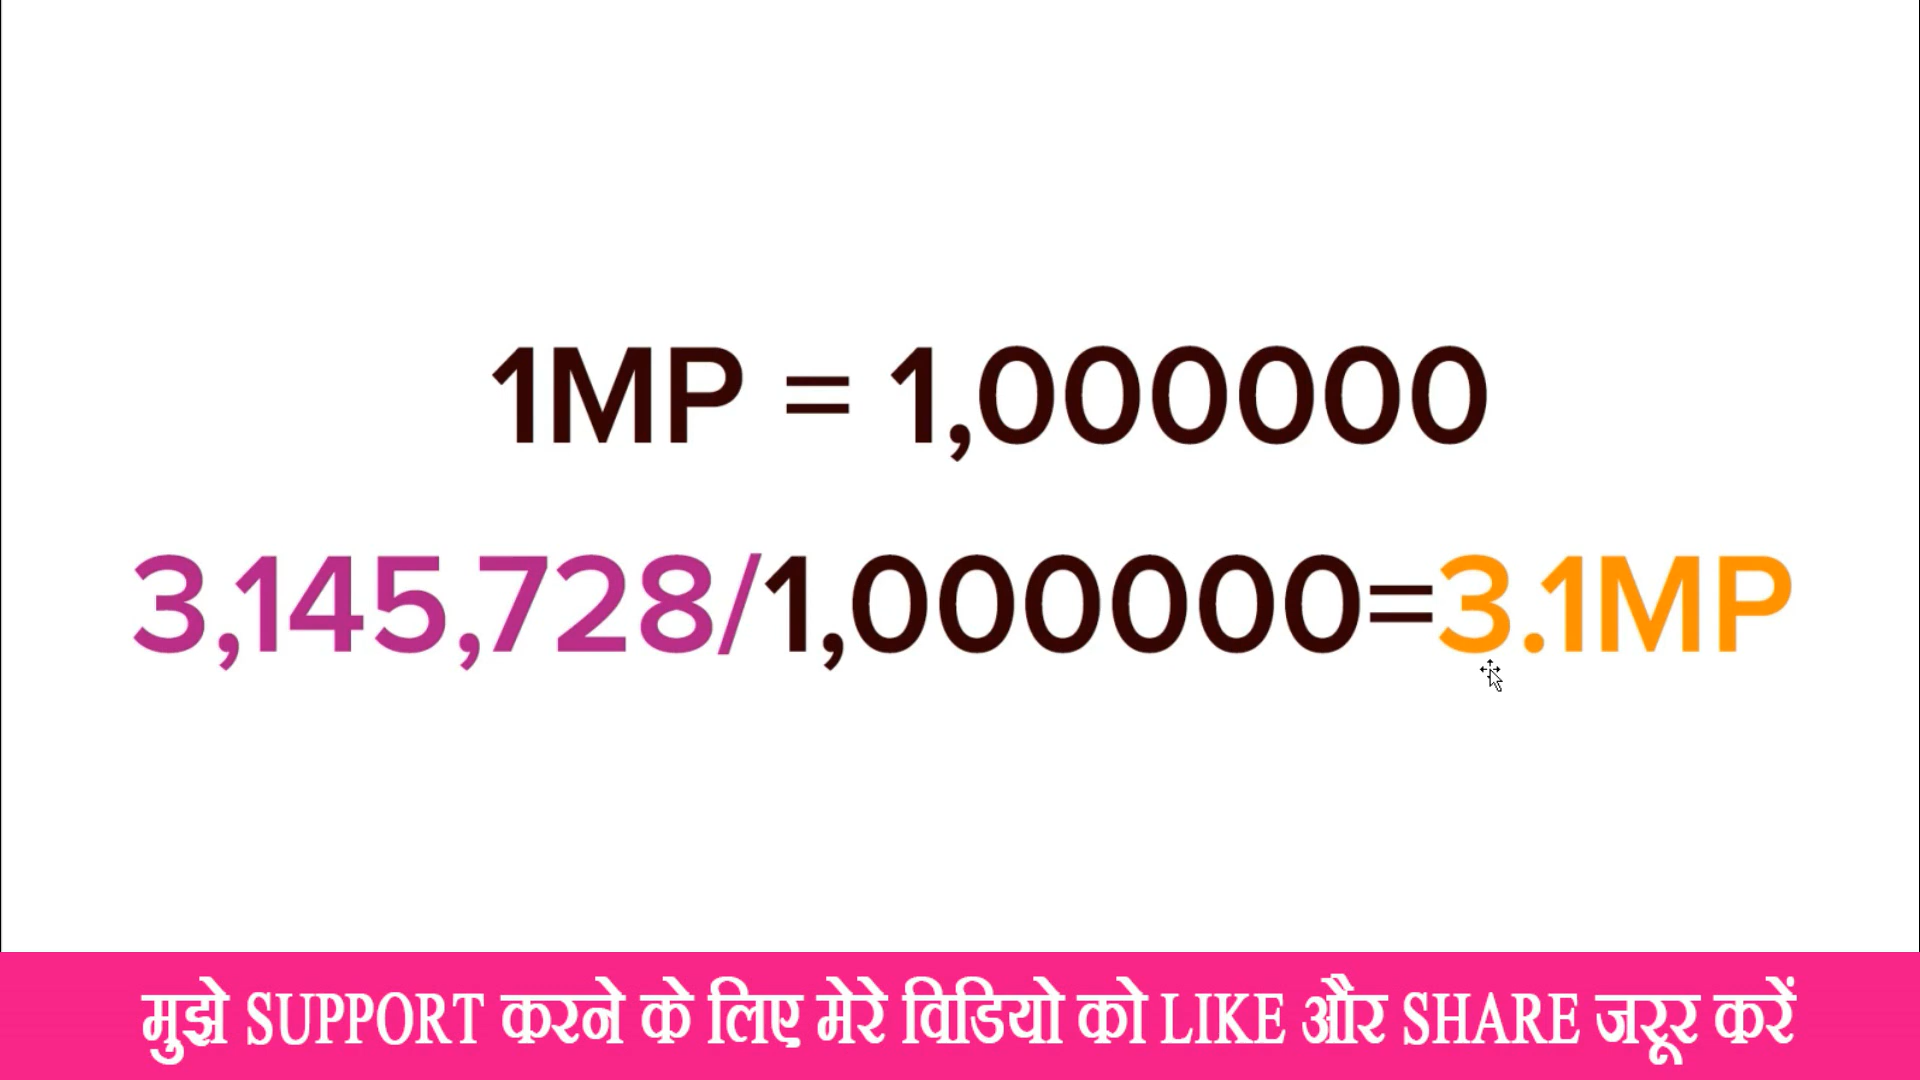 1MP = 1,000000
3,145,728/1,000000=3.1MP
मुझे SUPPORT करने के लिए मेरे विडियो को LIKE और SHARE जरूर करें